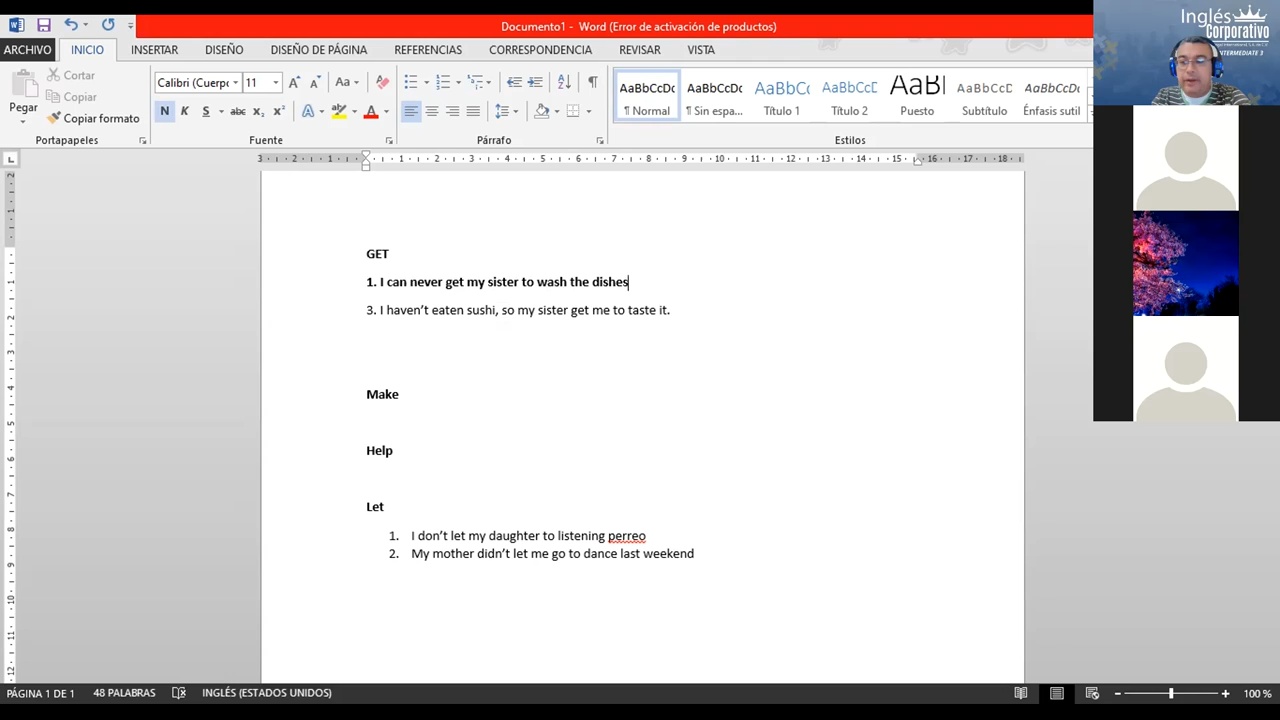 Documento1 - Word (Error de activación de productos)
ARCHIVO INICIO INSERTAR DISEÑO DISEÑO DE PÁGINA REFERENCIAS CORRESPONDENCIA REVISAR VISTA
Pegar
Cortar
Copiar
Copiar formato
Portapapeles
Calibri (Cuerpo 11
Fuente
Párrafo
AaBbCcDc AaBbCcDc AaBbCc AaBbCcD AaBl AaBbCcD AaBbCcDc
¶ Normal ¶ Sin espa... Título 1 Título 2 Puesto Subtítulo Énfasis sutil
Estilos
Inglés
Corporativo
INTERMEDIATE 3
GET
1. I can never get my sister to wash the dishes
3. I haven’t eaten sushi, so my sister get me to taste it.
Make
Help
Let
1. I don’t let my daughter to listening perreo
2. My mother didn’t let me go to dance last weekend
PÁGINA 1 DE 1 48 PALABRAS INGLÉS (ESTADOS UNIDOS) 100 %